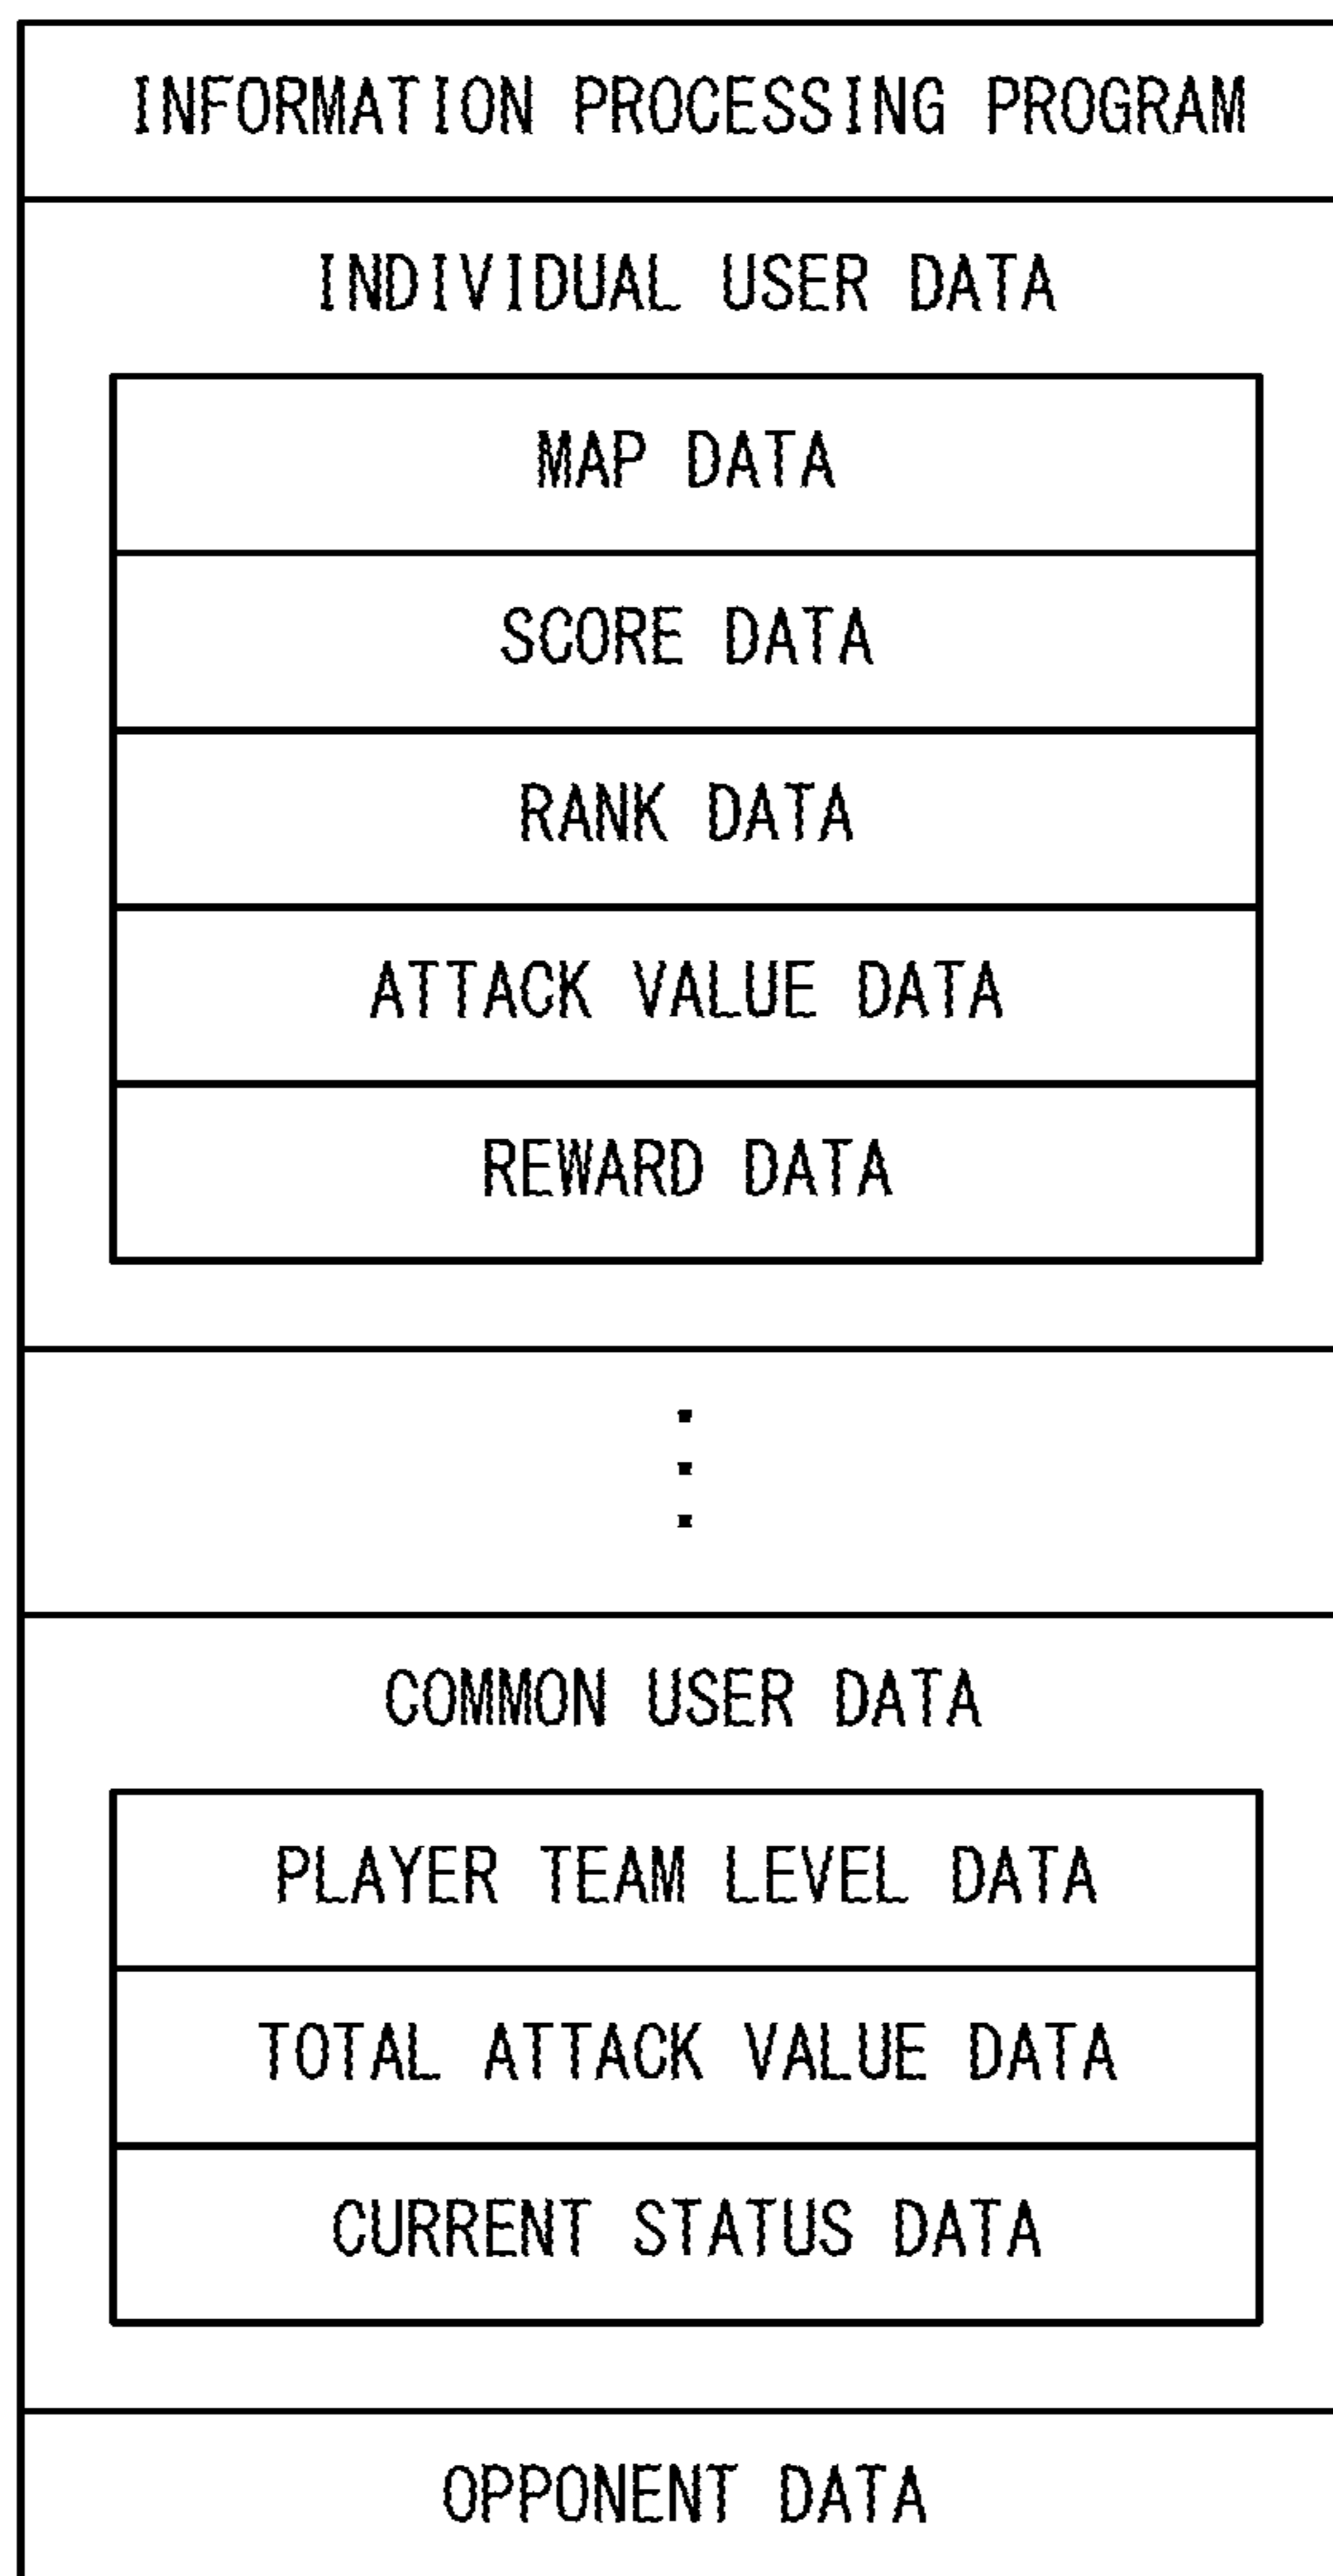 INFORMATION PROCESSING PROGRAM
INDIVIDUAL USER DATA
MAP DATA
SCORE DATA
RANK DATA
ATTACK VALUE DATA
REWARD DATA
COMMON USER DATA
PLAYER TEAM LEVEL DATA
TOTAL ATTACK VALUE DATA
CURRENT STATUS DATA
OPPONENT DATA